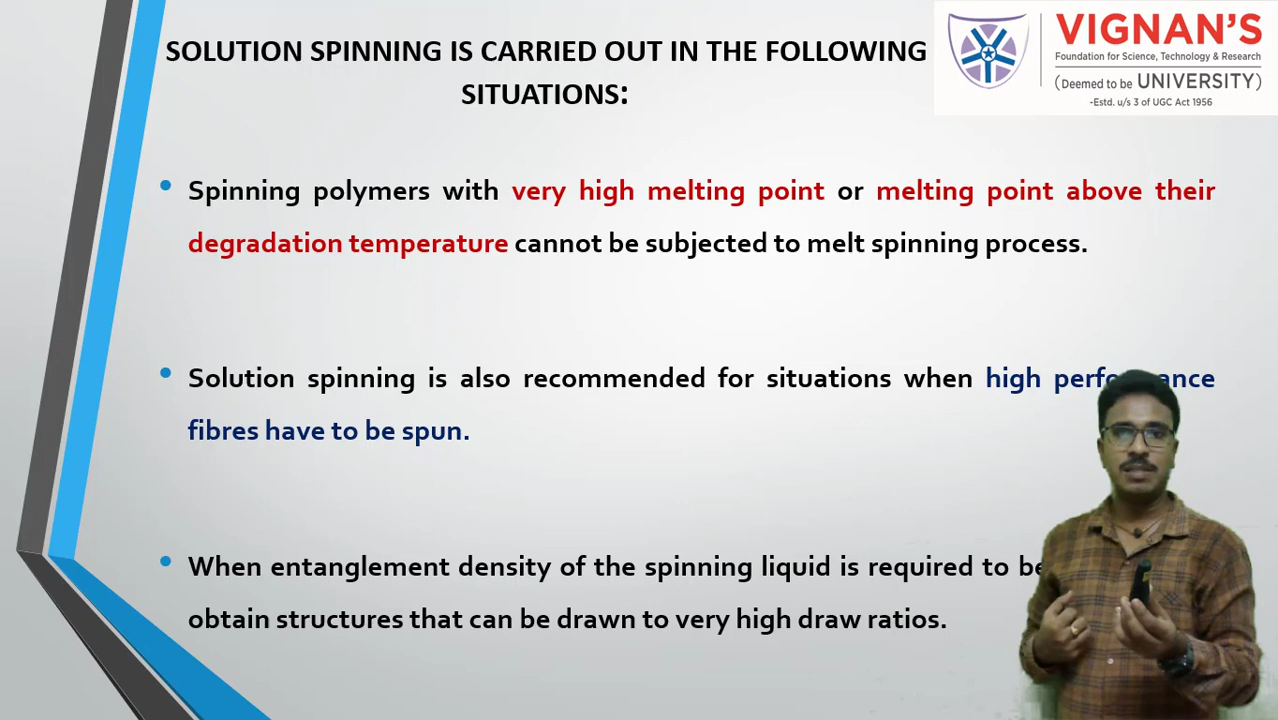 SOLUTION SPINNING IS CARRIED OUT IN THE FOLLOWING
SITUATIONS:
VIGNAN'S
Foundation for Science, Technology & Research
(Deemed to be UNIVERSITY)
-Estd. u/s 3 of UGC Act 1956
Spinning polymers with very high melting point or melting point above their
degradation temperature cannot be subjected to melt spinning process.
Solution spinning is also recommended for situations when high performance
fibres have to be spun.
When entanglement density of the spinning liquid is required to be
obtain structures that can be drawn to very high draw ratios.